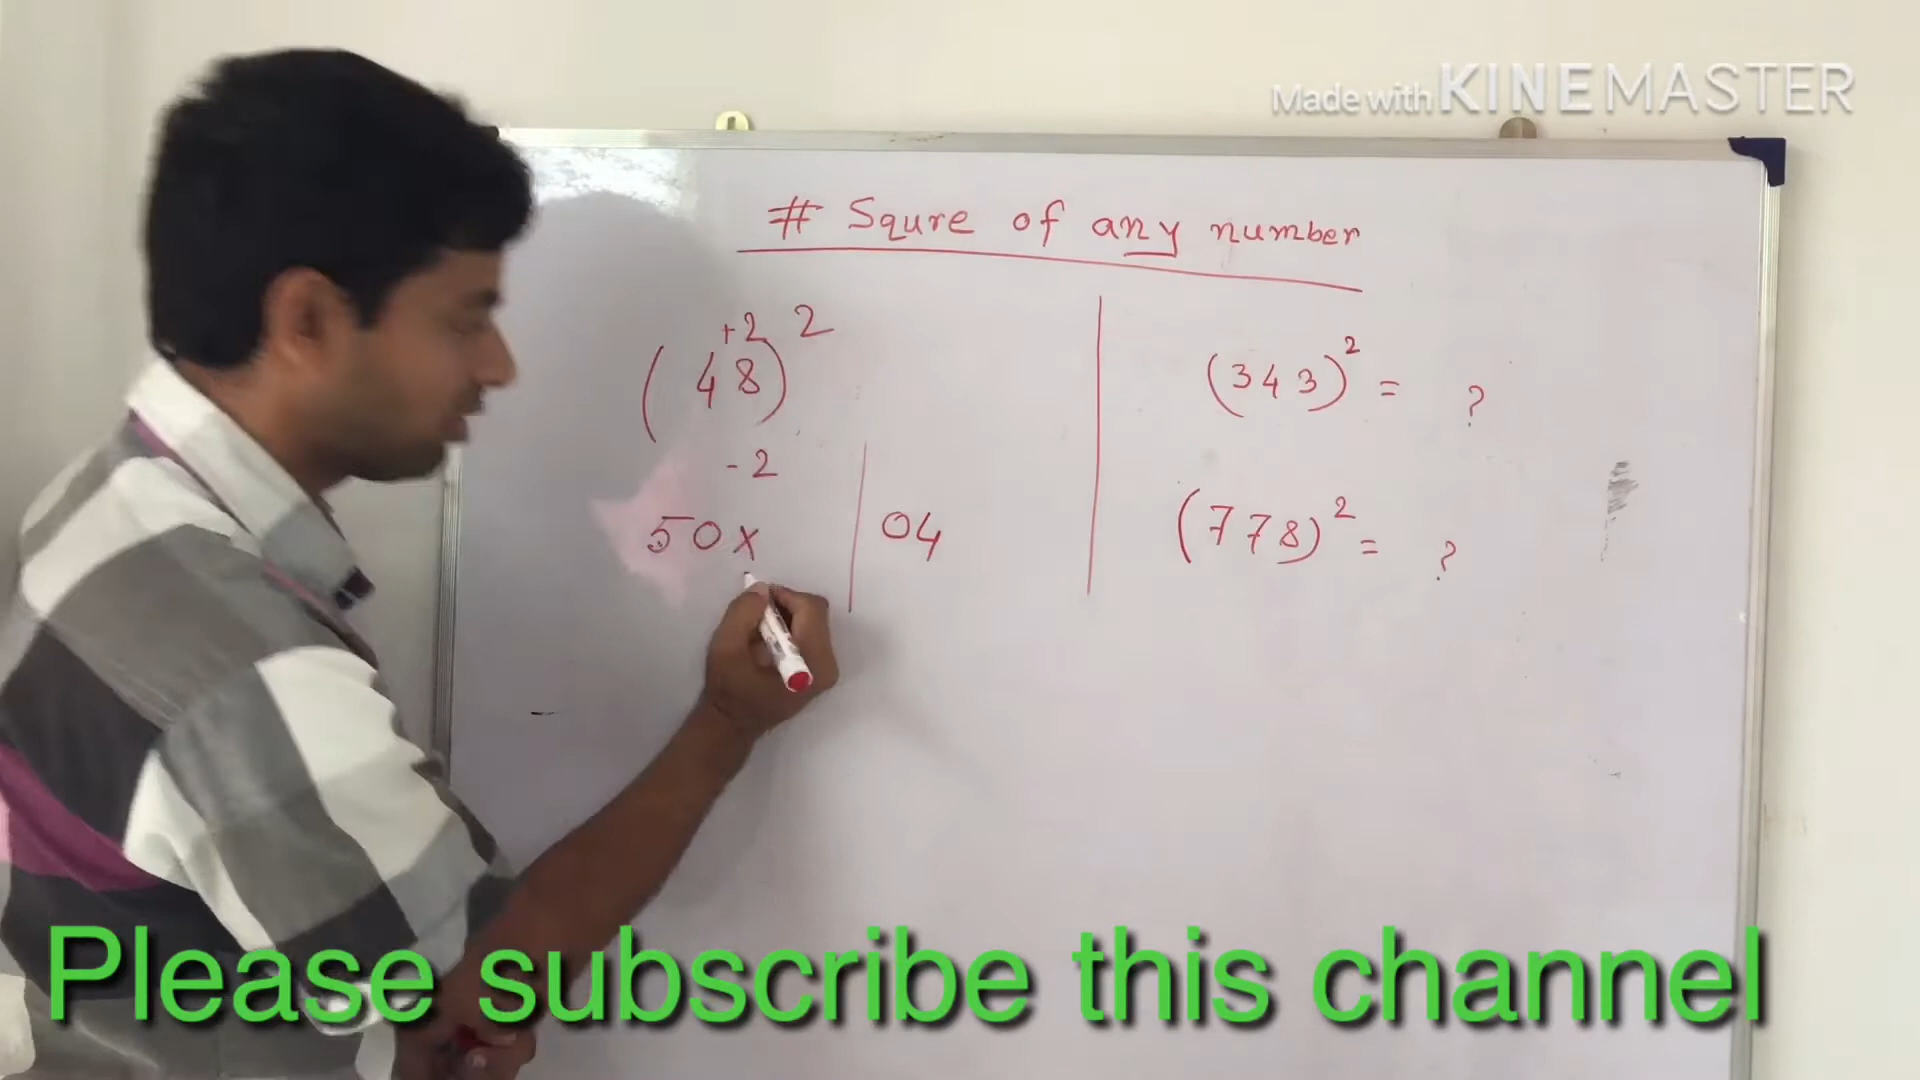 Made with KINEMASTER
# Squre of any number
+2 2
(48)
-2
50x | 04
(343)² = ?
(778)² = ?
Please subscribe this channel